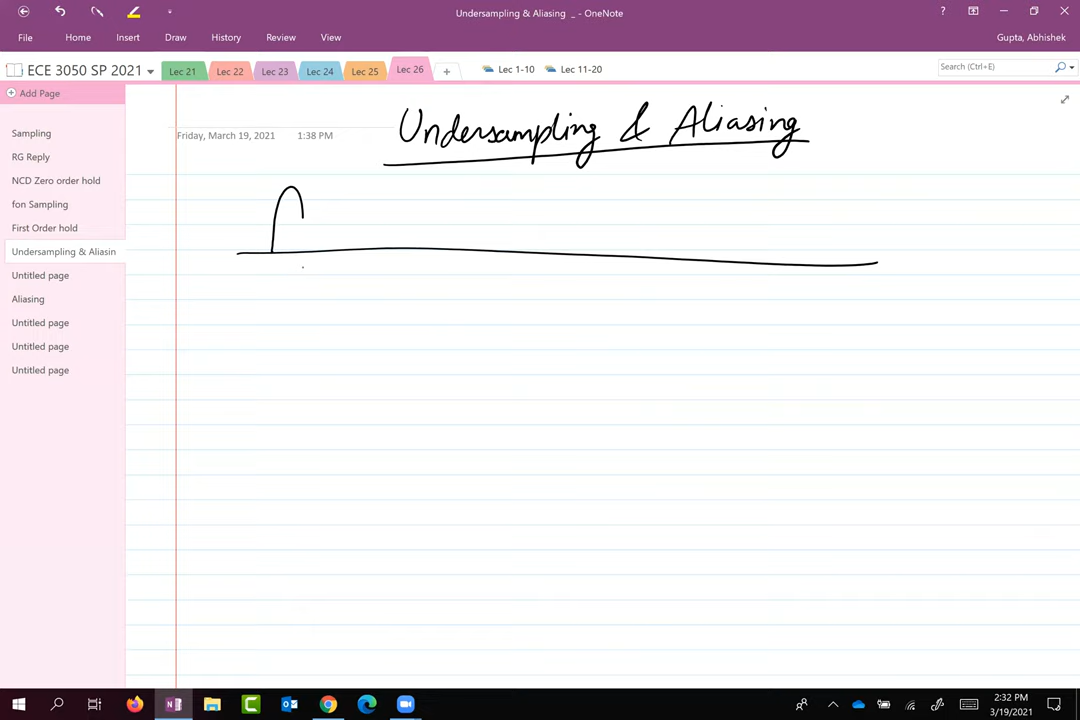 Undersampling & Aliasing _ - OneNote
File Home Insert Draw History Review View
Gupta, Abhishek
ECE 3050 SP 2021
Lec 21 Lec 22 Lec 23 Lec 24 Lec 25 Lec 26 + Lec 1-10 Lec 11-20
Search (Ctrl+E)
Add Page
Sampling
RG Reply
NCD Zero order hold
fon Sampling
First Order hold
Undersampling & Aliasin
Untitled page
Aliasing
Untitled page
Untitled page
Untitled page
Undersampling & Aliasing
Friday, March 19, 2021 1:38 PM
2:32 PM
3/19/2021